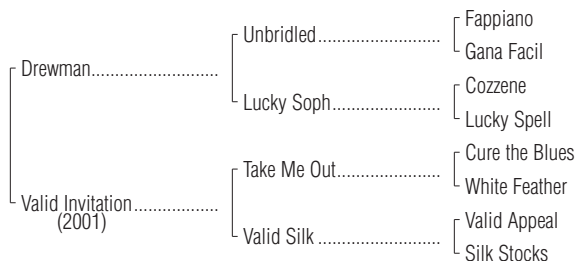 Fappiano
Unbridled
Gana Facil
Drewman
Cozzene
Lucky Soph
Lucky Spell
Cure the Blues
Take Me Out
White Feather
Valid Invitation
(2001)
Valid Appeal
Valid Silk
Silk Stocks